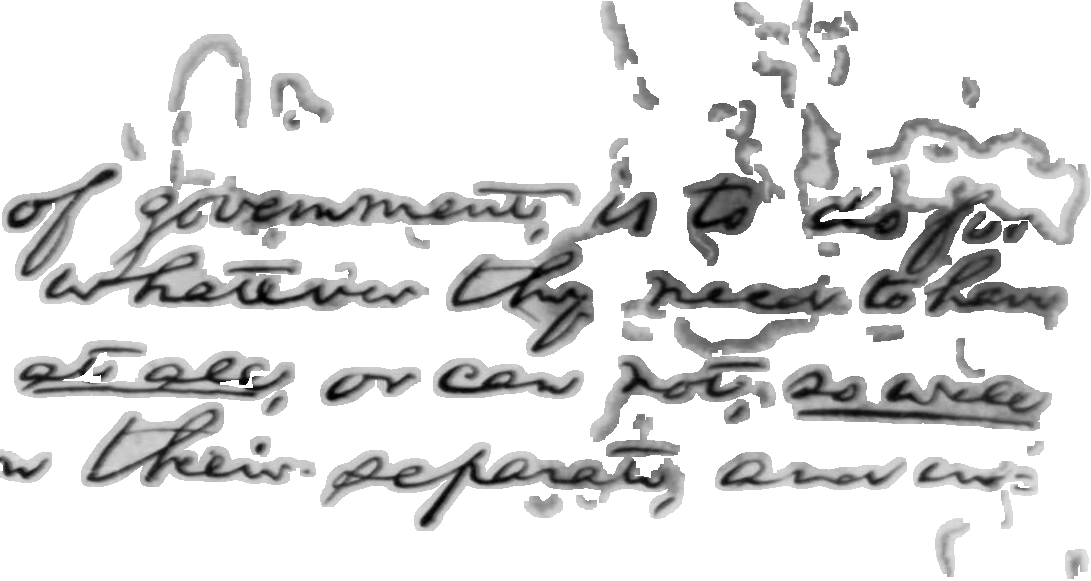 of government, is to do for
whatever they need to have
at all, or can not, so well
in their separate, and in